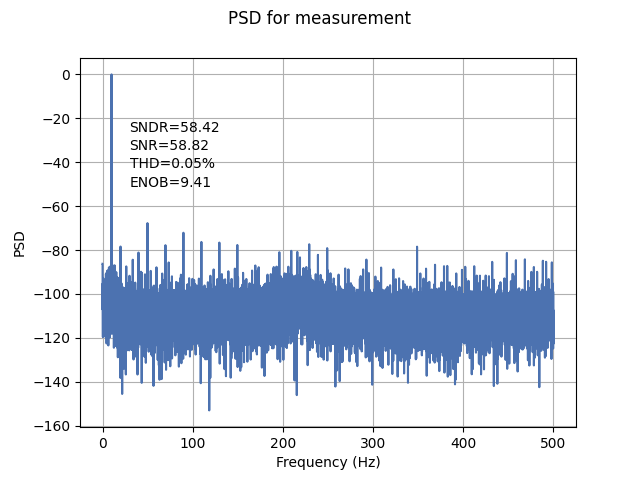 PSD for measurement
0
−20
−40
−60
−80
−100
−120
−140
−160
PSD
SNDR=58.42
SNR=58.82
THD=0.05%
ENOB=9.41
0 100 200 300 400 500
Frequency (Hz)